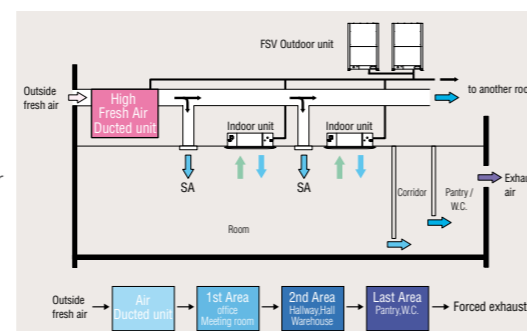 FSV Outdoor unit
Outside
fresh air
High
Fresh Air
Ducted unit
to another roo
Indoor unit
Indoor unit
SA
SA
Room
Corridor
Pantry /
W.C.
Exhau
air
r
Outside
fresh air
Air
Ducted unit
1st Area
office
Meeting room
2nd Area
Hallway,Hall
Warehouse
Last Area
Pantry,W.C.
Forced exhaust